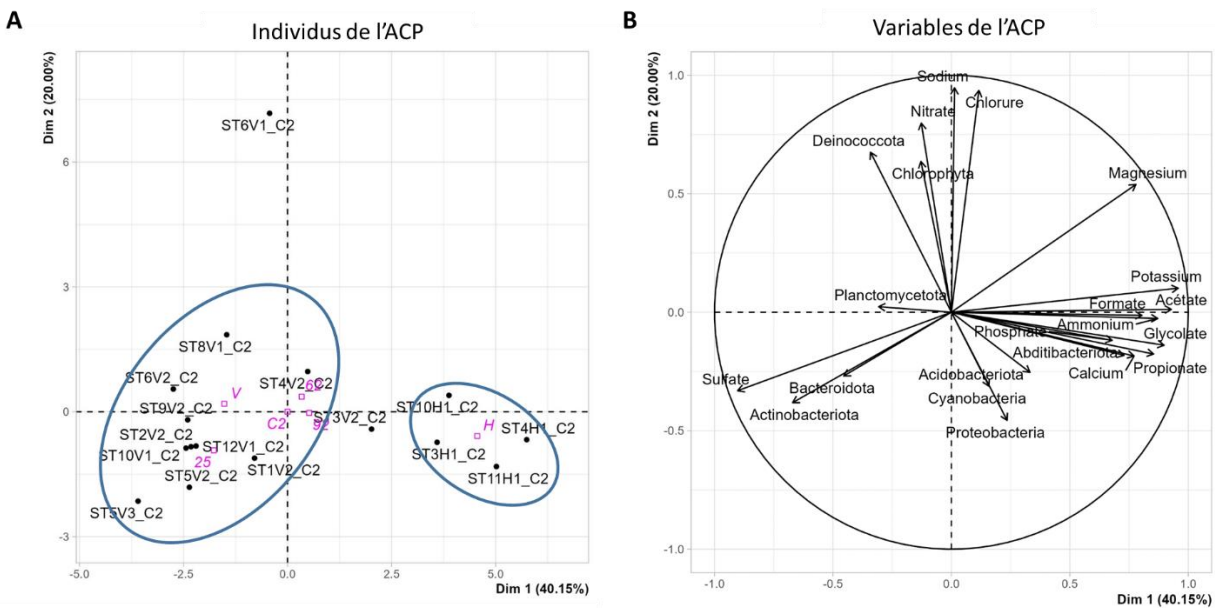 A
Individus de l'ACP
Dim 2 (20.00%)
6
3
0
-3
ST6V1_C2
ST8V1_C2
ST6V2_C2
V
ST4V2_C2
ST9V2_C2
C2
ST3V2_C2
92
ST10H1_C2
H
ST4H1_C2
ST2V2_C2
ST12V1_C2
ST3H1_C2
ST10V1_C2
25
ST1V2_C2
ST11H1_C2
ST5V2_C2
ST5V3_C2
-5.0
-2.5
0.0
2.5
5.0
Dim 1 (40.15%)
B
Variables de l'ACP
Dim 2 (20.00%)
1.0
0.5
0.0
-0.5
-1.0
Sodium
Chlorure
Nitrate
Deinococcota
Chlorophyta
Magnesium
Potassium
Planctomycetota
Formate
Acétate
Phosphate
Ammonium
Glycolate
Abditibacteriota
Propionate
Calcium
Sulfate
Bacteroidota
Acidobacteriota
Actinobacteriota
Cyanobacteria
Proteobacteria
-1.0
-0.5
0.0
0.5
1.0
Dim 1 (40.15%)